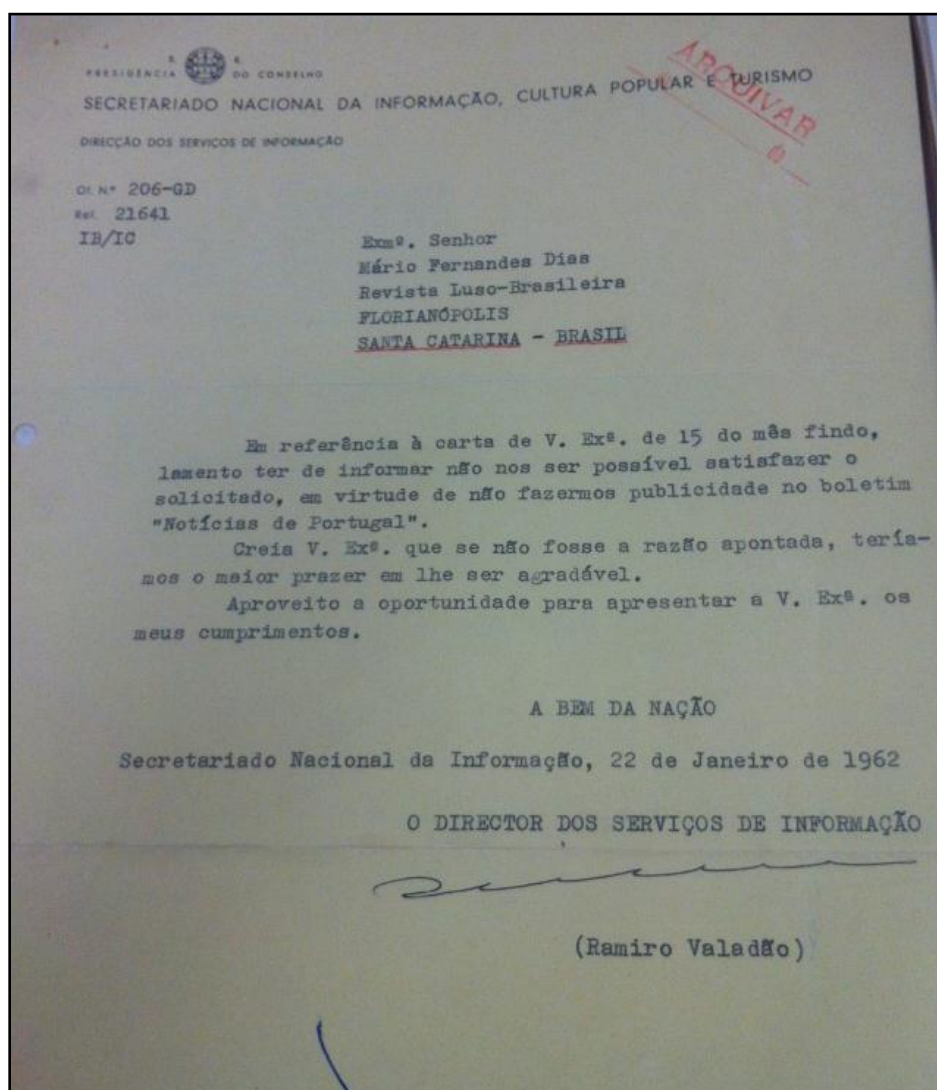 S. R.
PRESIDÊNCIA DO CONSELHO
SECRETARIADO NACIONAL DA INFORMAÇÃO, CULTURA POPULAR E TURISMO
ARQUIVAR
DIRECÇÃO DOS SERVIÇOS DE INFORMAÇÃO
Of. N.º 206-GD
Ref. 21641
IB/IC
Exmº. Senhor
Mário Fernandes Dias
Revista Luso-Brasileira
FLORIANÓPOLIS
SANTA CATARINA - BRASIL
Em referência à carta de V. Exª. de 15 do mês findo,
lamento ter de informar não nos ser possível satisfazer o
solicitado, em virtude de não fazermos publicidade no boletim
"Notícias de Portugal".
Creia V. Exª. que se não fosse a razão apontada, tería-
mos o maior prazer em lhe ser agradável.
Aproveito a oportunidade para apresentar a V. Exª. os
meus cumprimentos.
A BEM DA NAÇÃO
Secretariado Nacional da Informação, 22 de Janeiro de 1962
O DIRECTOR DOS SERVIÇOS DE INFORMAÇÃO
(Ramiro Valadão)